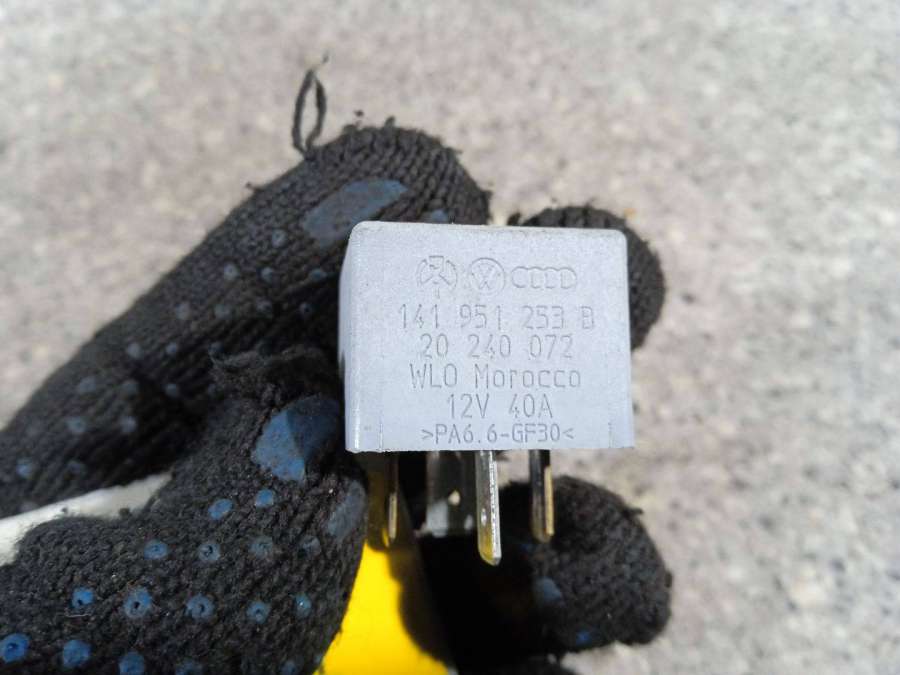 141 951 253 B
20 240 072
WLO Morocco
12V 40A
>PA6.6-GF30<